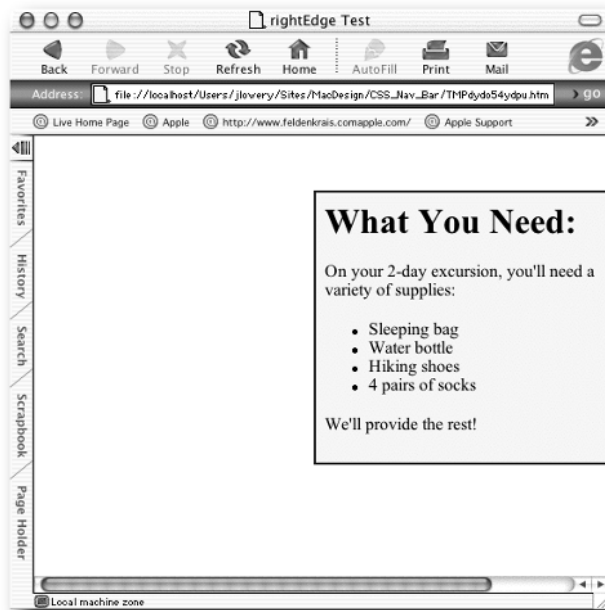 rightEdge Test
Back Forward Stop Refresh Home AutoFill Print Mail
Address: file://localhost/Users/jlowery/Sites/MacDesign/CSS_Nav_Bar/TMPdydo54ydpu.htm go
Live Home Page Apple http://www.feldenkrais.comapple.com/ Apple Support
Favorites
History
Search
Scrapbook
Page Holder
What You Need:
On your 2-day excursion, you'll need a
variety of supplies:
• Sleeping bag
• Water bottle
• Hiking shoes
• 4 pairs of socks
We'll provide the rest!
Local machine zone